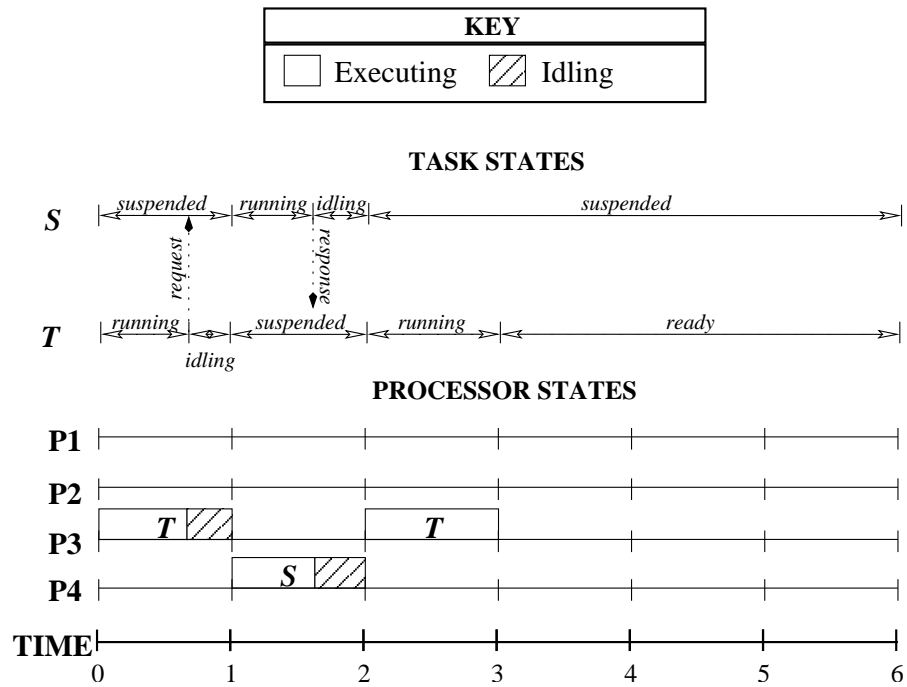 KEY
Executing Idling
TASK STATES
S suspended running idling suspended
request response
T running suspended running ready
idling
PROCESSOR STATES
P1
P2
P3 T T
P4 S
TIME
0 1 2 3 4 5 6